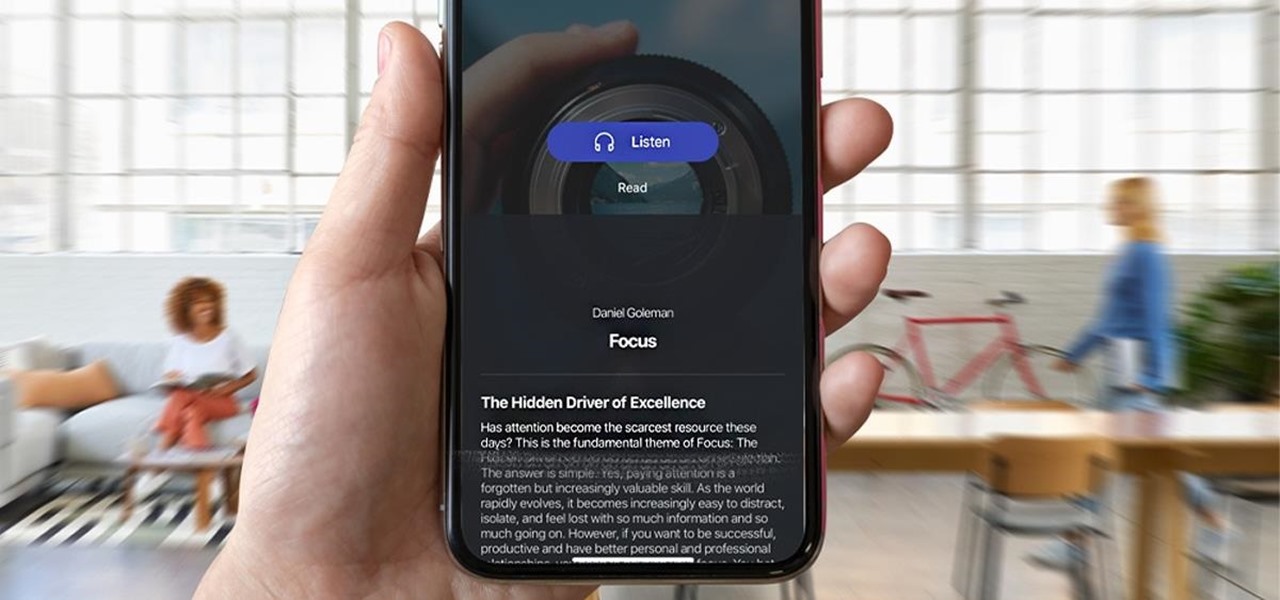 Listen
Read
Daniel Goleman
Focus
The Hidden Driver of Excellence
Has attention become the scarcest resource these
days? This is the fundamental theme of Focus: The
The answer is simple. Yes, paying attention is a
forgotten but increasingly valuable skill. As the world
rapidly evolves, it becomes increasingly easy to distract,
isolate, and feel lost with so much information and so
much going on. However, if you want to be successful,
productive and have better personal and professional